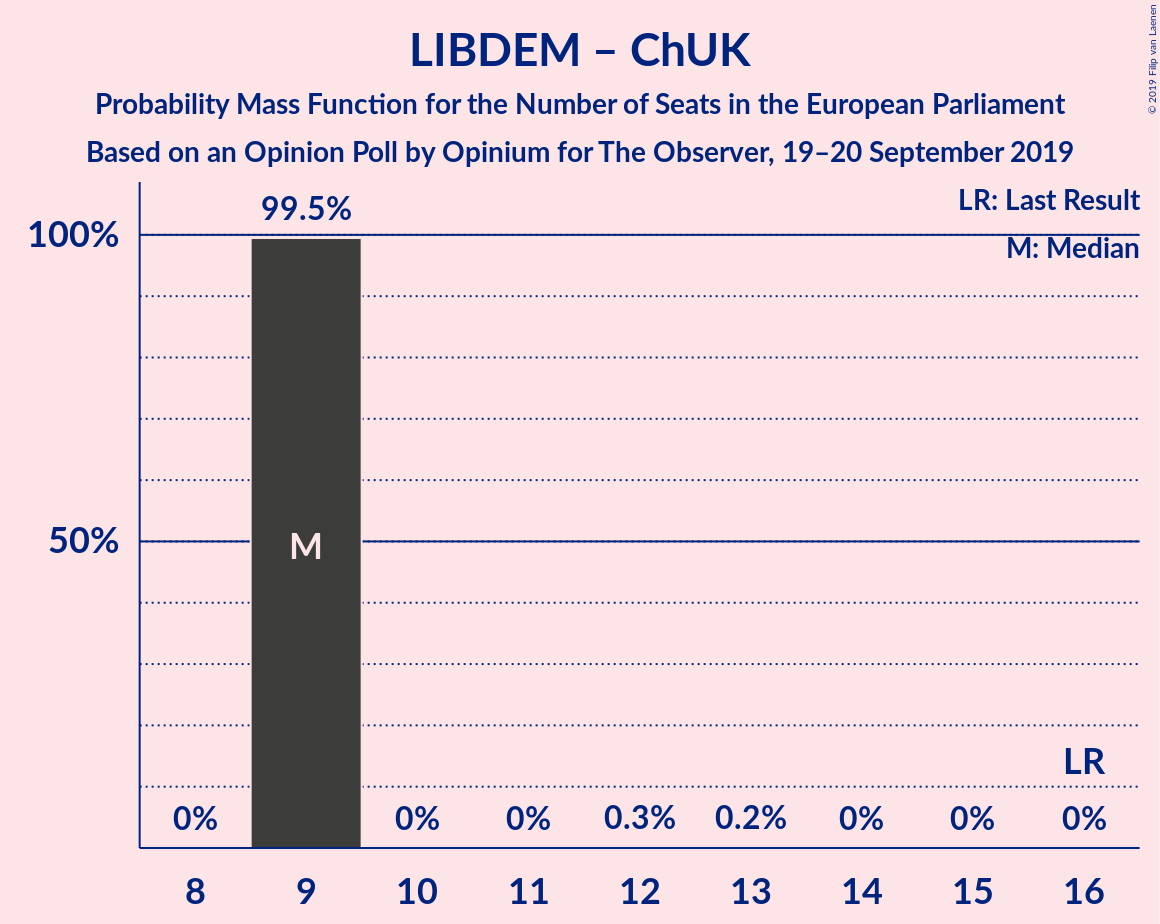 LIBDEM – ChUK
Probability Mass Function for the Number of Seats in the European Parliament
Based on an Opinion Poll by Opinium for The Observer, 19–20 September 2019
© 2019 Filip van Laenen
LR: Last Result
M: Median
99.5%
100%
50%
M
LR
0% 0% 0% 0.3% 0.2% 0% 0% 0%
8 9 10 11 12 13 14 15 16